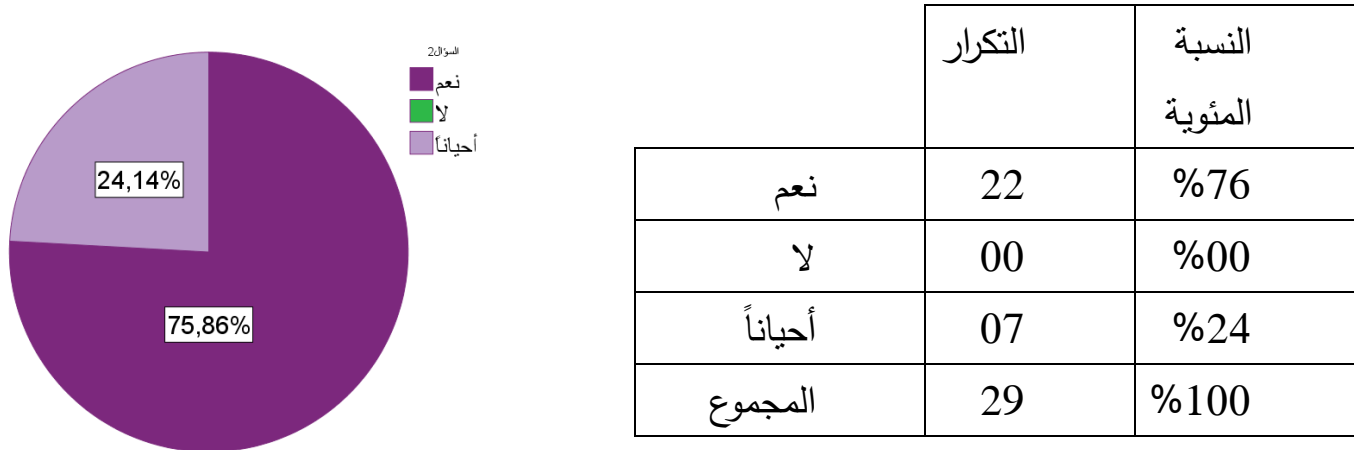 السؤال2
نعم
لا
أحياناً
24,14%
75,86%
التكرار
النسبة
المئوية
نعم 22 %76
لا 00 %00
أحياناً 07 %24
المجموع 29 %100